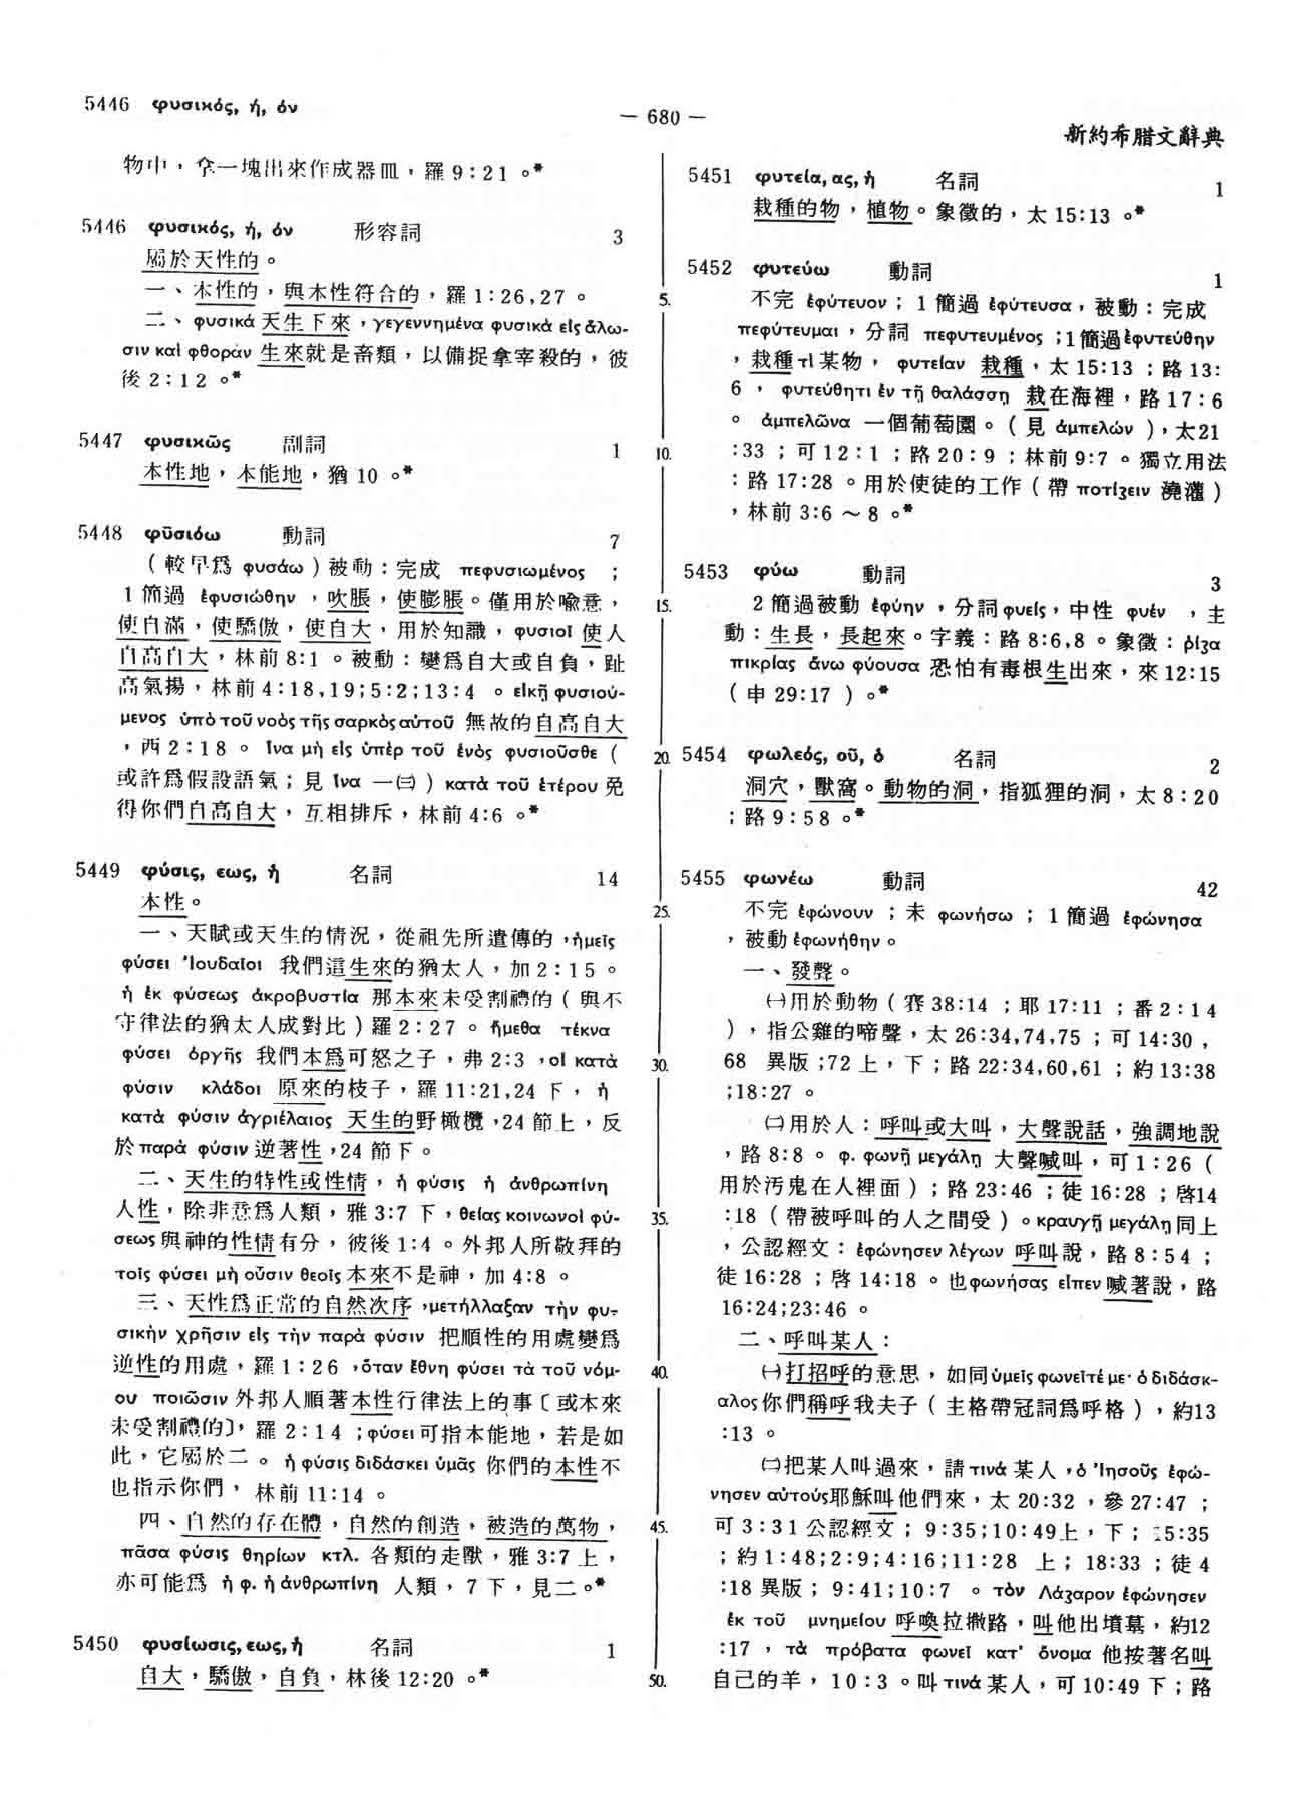 5446 φυσικός, ή, όν
— 680 —
新約希腊文辭典
物中，拿一塊出來作成器皿，羅 9:21 。*
5446 φυσικός, ή, όν 形容詞 3
屬於天性的。
一、本性的，與本性符合的，羅 1:26,27 。
二、φυσικά 天生下來，γεγεννημένα φυσικὰ εἰς ἅλω-
σιν καὶ φθοράν 生來就是畜類，以備捉拿宰殺的，彼
後 2:12 。*
5447 φυσικῶς 副詞 1
本性地，本能地，猶 10 。*
5448 φῦσιόω 動詞 7
（較早爲 φυσάω）被動：完成 πεφυσιωμένος ；
1 簡過 ἐφυσιώθην ，吹脹，使膨脹。僅用於喩意，
使自滿，使驕傲，使自大，用於知識，φυσιοῖ 使人
自高自大，林前 8:1 。被動：變爲自大或自負，趾
高氣揚，林前 4:18,19;5:2;13:4 。εἰκῇ φυσιού-
μενος ὑπὸ τοῦ νοὸς τῆς σαρκὸς αὐτοῦ 無故的自高自大
，西 2:18 。ἵνα μὴ εἷς ὑπὲρ τοῦ ἑνὸς φυσιοῦσθε（
或許爲假設語氣；見 ἵνα 一㊂）κατὰ τοῦ ἑτέρου 免
得你們自高自大，互相排斥，林前 4:6 。*
5449 φύσις, εως, ἡ 名詞 14
本性。
一、天賦或天生的情況，從祖先所遺傳的，ἡμεῖς
φύσει Ἰουδαῖοι 我們這生來的猶太人，加 2:15 。
ἡ ἐκ φύσεως ἀκροβυστία 那本來未受割禮的（與不
守律法的猶太人成對比）羅 2:27 。ἤμεθα τέκνα
φύσει ὀργῆς 我們本爲可怒之子，弗 2:3 ，οἱ κατὰ
φύσιν κλάδοι 原來的枝子，羅 11:21,24 下，ἡ
κατὰ φύσιν ἀγριέλαιος 天生的野橄欖，24 節上，反
於 παρὰ φύσιν 逆著性，24 節下。
二、天生的特性或性情，ἡ φύσις ἡ ἀνθρωπίνη
人性，除非意爲人類，雅 3:7 下，θείας κοινωνοὶ φύ-
σεως 與神的性情有分，彼後 1:4 。外邦人所敬拜的
τοῖς φύσει μὴ οὖσιν θεοῖς 本來不是神，加 4:8 。
三、天性爲正常的自然次序，μετήλλαξαν τὴν φυ-
σικὴν χρῆσιν εἰς τὴν παρὰ φύσιν 把順性的用處變爲
逆性的用處，羅 1:26 ，ὅταν ἔθνη φύσει τὰ τοῦ νόμ-
ου ποιῶσιν 外邦人順著本性行律法上的事〔或本來
未受割禮的〕，羅 2:14 ；φύσει 可指本能地，若是如
此，它屬於二。ἡ φύσις διδάσκει ὑμᾶς 你們的本性不
也指示你們，林前 11:14 。
四、自然的存在體，自然的創造，被造的萬物，
πᾶσα φύσις θηρίων κτλ. 各類的走獸，雅 3:7 上，
亦可能爲 ἡ φ. ἡ ἀνθρωπίνη 人類，7 下，見二。*
5450 φυσίωσις, εως, ἡ 名詞 1
自大，驕傲，自負，林後 12:20 。*
5.
10.
15.
20.
25.
30.
35.
40.
45.
50.
5451 φυτεία, ας, ἡ 名詞 1
栽種的物，植物。象徵的，太 15:13 。*
5452 φυτεύω 動詞 1
不完 ἐφύτευον ；1 簡過 ἐφύτευσα，被動：完成
πεφύτευμαι ，分詞 πεφυτευμένος ；1 簡過 ἐφυτεύθην
，栽種 τὶ 某物，φυτείαν 栽種，太 15:13 ；路 13:
6 ，φυτεύθητι ἐν τῇ θαλάσσῃ 栽在海裡，路 17:6
。ἀμπελῶνα 一個葡萄園。（見 ἀμπελών），太 21
:33 ；可 12:1 ；路 20:9 ；林前 9:7 。獨立用法
：路 17:28 。用於使徒的工作（帶 ποτίζειν 澆灌）
，林前 3:6 ～ 8 。*
5453 φύω 動詞 3
2 簡過被動 ἐφύην ，分詞 φυείς，中性 φυέν ，主
動：生長，長起來。字義：路 8:6,8 。象徵：ῥίζα
πικρίας ἄνω φύουσα 恐怕有毒根生出來，來 12:15
（申 29:17 ）。*
5454 φωλεός, οῦ, ὁ 名詞 2
洞穴，獸窩。動物的洞，指狐狸的洞，太 8:20
；路 9:58 。*
5455 φωνέω 動詞 42
不完 ἐφώνουν ；未 φωνήσω ；1 簡過 ἐφώνησα
，被動 ἐφωνήθην 。
一、發聲。
㈠用於動物（賽 38:14 ；耶 17:11 ；番 2:14
），指公雞的啼聲，太 26:34,74,75 ；可 14:30 ,
68 異版；72 上，下；路 22:34,60,61 ；約 13:38
;18:27 。
㈡用於人：呼叫或大叫，大聲說話，強調地說
，路 8:8 。φ. φωνῇ μεγάλῃ 大聲喊叫，可 1:26（
用於汚鬼在人裡面）；路 23:46 ；徒 16:28 ；啓 14
:18（帶被呼叫的人之間受）。κραυγῇ μεγάλῃ 同上
，公認經文：ἐφώνησεν λέγων 呼叫說，路 8:54 ；
徒 16:28 ；啓 14:18 。也 φωνήσας εἶπεν 喊著說，路
16:24;23:46 。
二、呼叫某人：
㈠打招呼的意思，如同 ὑμεῖς φωνεῖτέ με· ὁ διδάσκ-
αλος 你們稱呼我夫子（主格帶冠詞爲呼格），約 13
:13 。
㈡把某人叫過來，請 τινά 某人，ὁ Ἰησοῦς ἐφώ-
νησεν αὐτούς 耶穌叫他們來，太 20:32 ，參 27:47 ；
可 3:31 公認經文；9:35;10:49 上，下；15:35
；約 1:48;2:9;4:16;11:28 上；18:33 ；徒 4
:18 異版；9:41;10:7 。τὸν Λάζαρον ἐφώνησεν
ἐκ τοῦ μνημείου 呼喚拉撒路，叫他出墳墓，約 12
:17 ，τὰ πρόβατα φωνεῖ κατ' ὄνομα 他按著名叫
自己的羊，10:3 。叫 τινά 某人，可 10:49 下；路